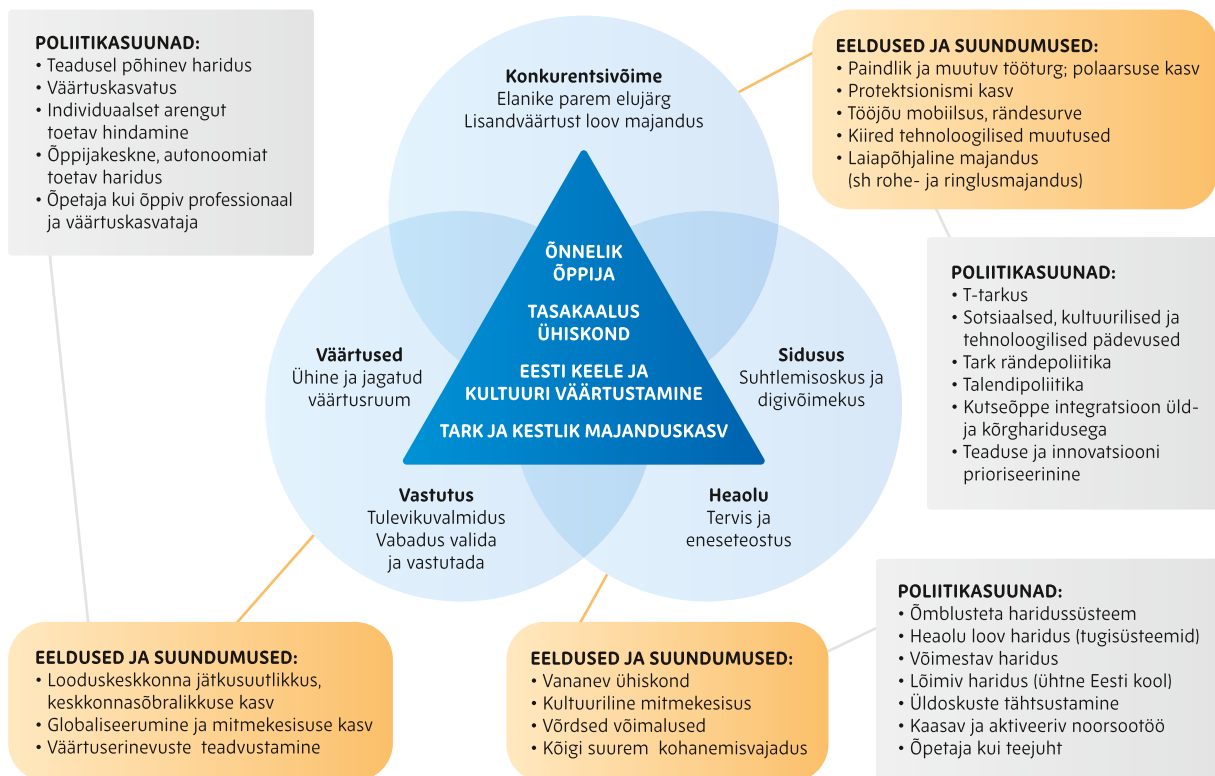 POLIITIKASUUNAD:
• Teadusel põhinev haridus
• Väärtuskasvatus
• Individuaalset arengut
toetav hindamine
• Õppijakeskne, autonoomiat
toetav haridus
• Õpetaja kui õppiv professionaal
ja väärtuskasvataja
Konkurentsivõime
Elanike parem elujärg
Lisandväärtust loov majandus
EELDUSED JA SUUNDUMUSED:
• Paindlik ja muutuv tööturg; polaarsuse kasv
• Protektsionismi kasv
• Tööjõu mobiilsus, rändesurve
• Kiired tehnoloogilised muutused
• Laiapõhjaline majandus
(sh rohe- ja ringlusmajandus)
ÕNNELIK
ÕPPIJA
TASAKAALUS
ÜHISKOND
EESTI KEELE JA
KULTUURI VÄÄRTUSTAMINE
TARK JA KESTLIK MAJANDUSKASV
Väärtused
Ühine ja jagatud
väärtusruum
Sidusus
Suhtlemisoskus ja
digivõimekus
POLIITIKASUUNAD:
• T-tarkus
• Sotsiaalsed, kultuurilised ja
tehnoloogilised pädevused
• Tark rändepoliitika
• Talendipoliitika
• Kutseõppe integratsioon üld-
ja kõrgharidusega
• Teaduse ja innovatsiooni
prioriseerinine
Vastutus
Tulevikuvalmidus
Vabadus valida
ja vastutada
Heaolu
Tervis ja
eneseteostus
EELDUSED JA SUUNDUMUSED:
• Looduskeskkonna jätkusuutlikkus,
keskkonnasõbralikkuse kasv
• Globaliseerumine ja mitmekesisuse kasv
• Väärtuserinevuste teadvustamine
EELDUSED JA SUUNDUMUSED:
• Vananev ühiskond
• Kultuuriline mitmekesisus
• Võrdsed võimalused
• Kõigi suurem kohanemisvajadus
POLIITIKASUUNAD:
• Õmblusteta haridussüsteem
• Heaolu loov haridus (tugisüsteemid)
• Võimestav haridus
• Lõimiv haridus (ühtne Eesti kool)
• Üldoskuste tähtsustamine
• Kaasav ja aktiveeriv noorsootöö
• Õpetaja kui teejuht